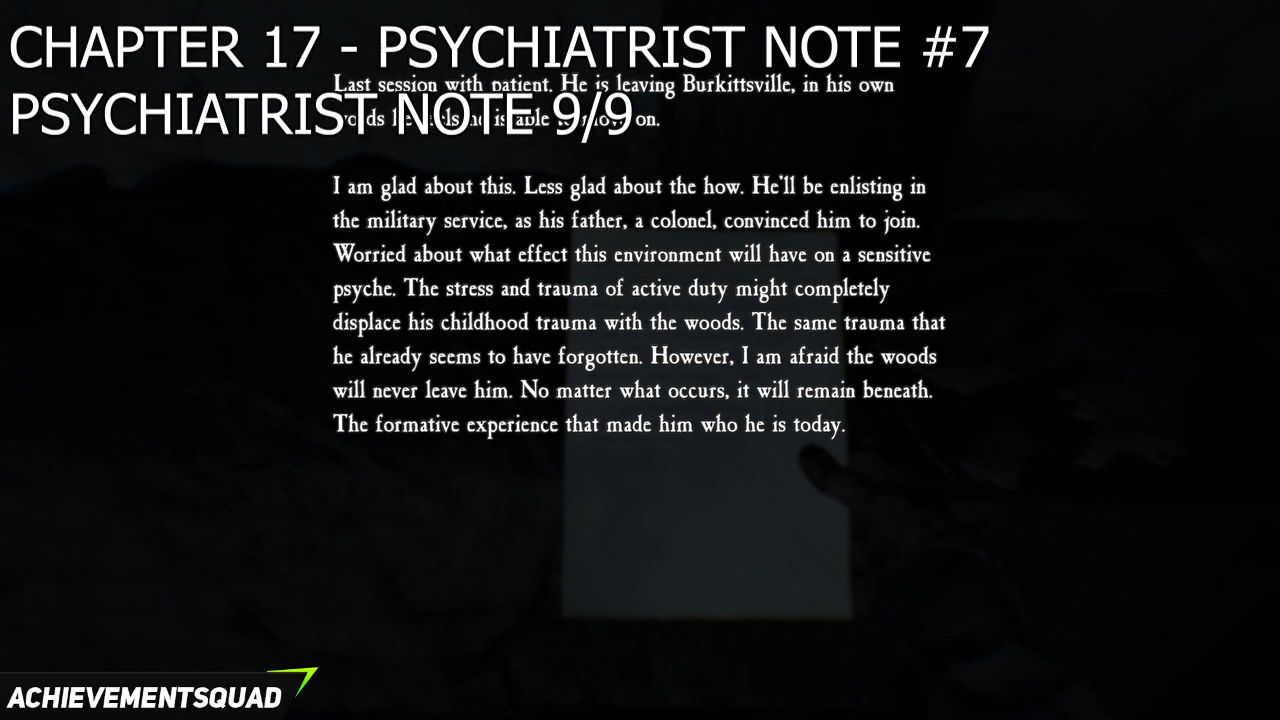 CHAPTER 17 - PSYCHIATRIST NOTE #7
Last session with patient. He is leaving Burkittsville, in his own
PSYCHIATRIST NOTE 9/9
words he is able on.
I am glad about this. Less glad about the how. He'll be enlisting in
the military service, as his father, a colonel, convinced him to join.
Worried about what effect this environment will have on a sensitive
psyche. The stress and trauma of active duty might completely
displace his childhood trauma with the woods. The same trauma that
he already seems to have forgotten. However, I am afraid the woods
will never leave him. No matter what occurs, it will remain beneath.
The formative experience that made him who he is today.
ACHIEVEMENTSQUAD